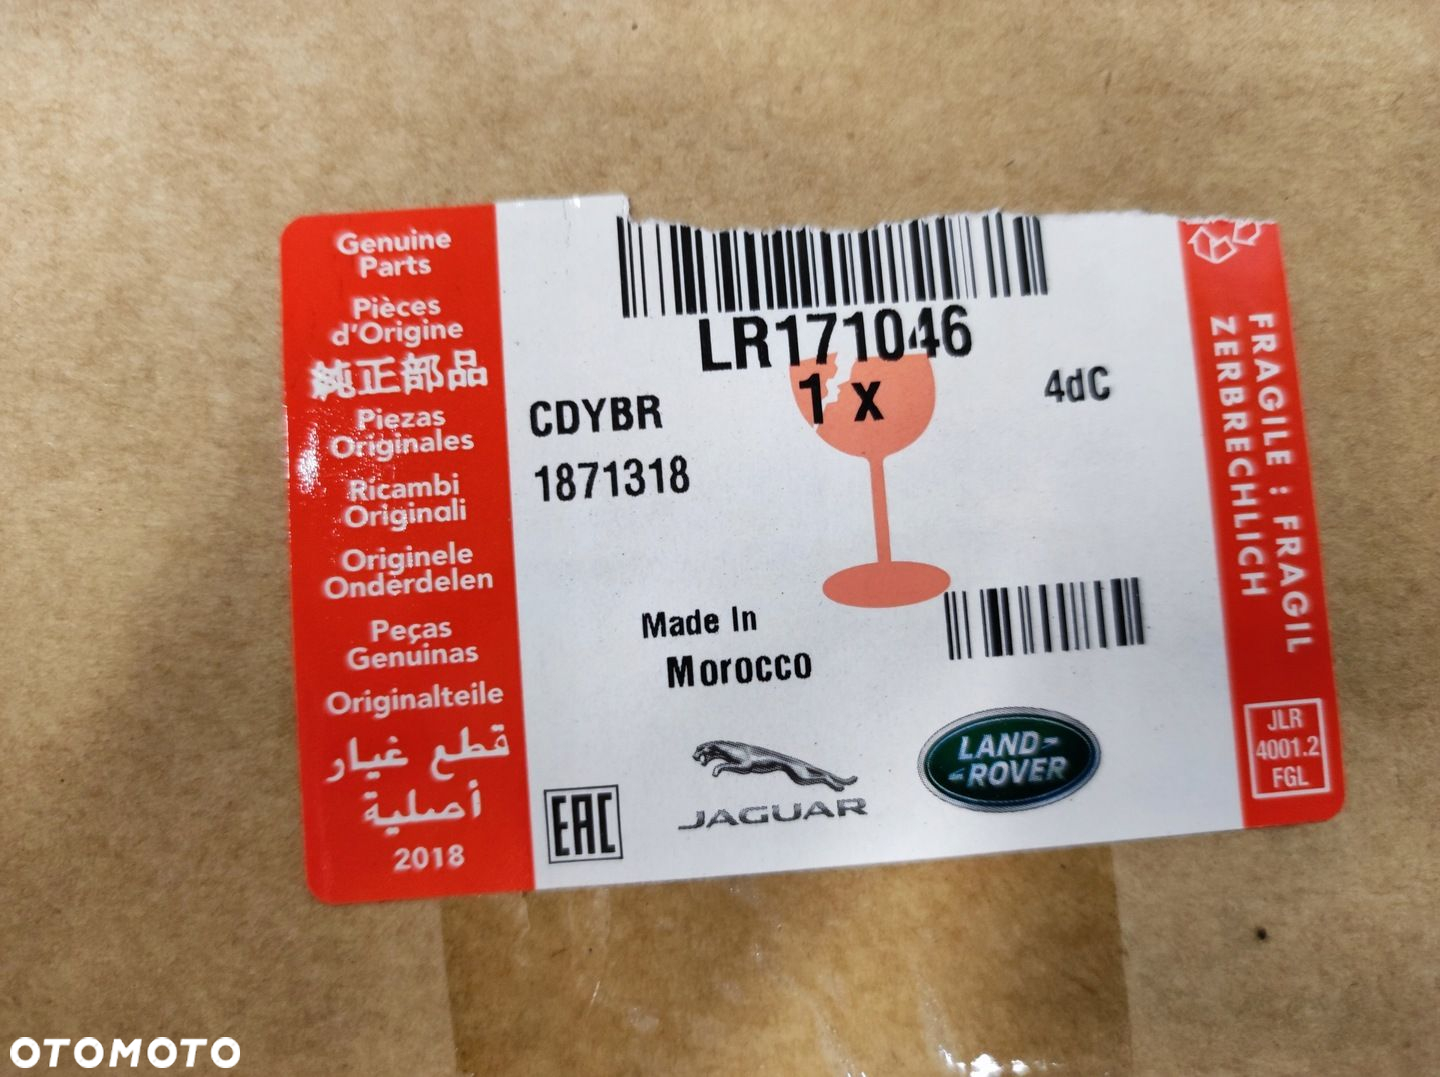 Genuine
Parts
Pièces
d'Origine
純正部品
Piezas
Originales
Ricambi
Originali
Originele
Onderdelen
Peças
Genuinas
Originalteile
قطع غيار
أصلية
2018
LR171046
1 x
4dC
CDYBR
1871318
Made In
Morocco
EAC
JAGUAR
LAND-
-ROVER
FRAGILE : FRAGIL
ZERBRECHLICH
JLR
4001.2
FGL
OTOMOTO